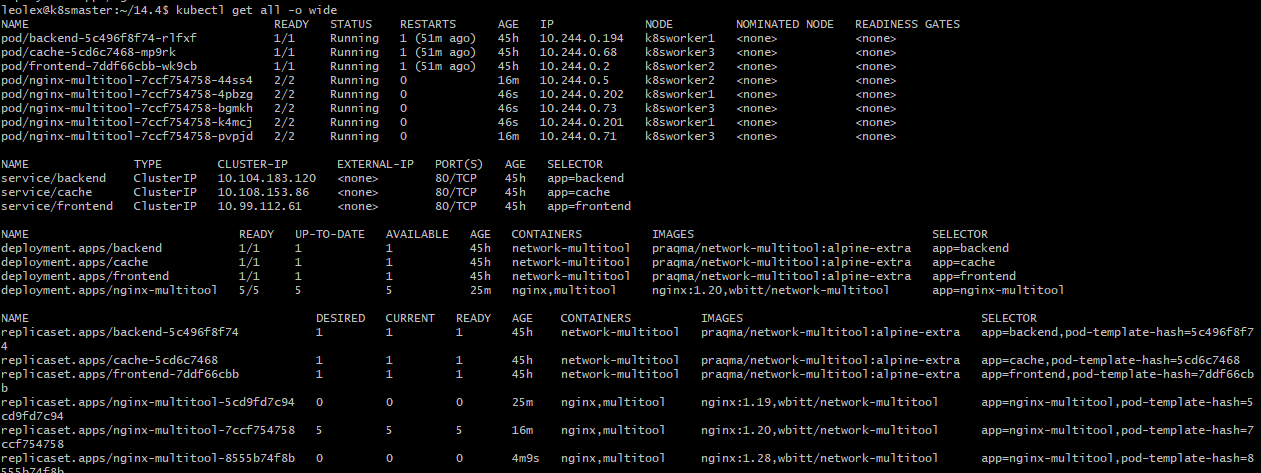 leolex@k8smaster:~/14.4$ kubectl get all -o wide
NAME READY STATUS RESTARTS AGE IP NODE NOMINATED NODE READINESS GATES
pod/backend-5c496f8f74-rlfxf 1/1 Running 1 (51m ago) 45h 10.244.0.194 k8sworker1 <none> <none>
pod/cache-5cd6c7468-mp9rk 1/1 Running 1 (51m ago) 45h 10.244.0.68 k8sworker3 <none> <none>
pod/frontend-7ddf66cbb-wk9cb 1/1 Running 1 (51m ago) 45h 10.244.0.2 k8sworker2 <none> <none>
pod/nginx-multitool-7ccf754758-44ss4 2/2 Running 0 16m 10.244.0.5 k8sworker2 <none> <none>
pod/nginx-multitool-7ccf754758-4pbzg 2/2 Running 0 46s 10.244.0.202 k8sworker1 <none> <none>
pod/nginx-multitool-7ccf754758-bgmkh 2/2 Running 0 46s 10.244.0.73 k8sworker3 <none> <none>
pod/nginx-multitool-7ccf754758-k4mcj 2/2 Running 0 46s 10.244.0.201 k8sworker1 <none> <none>
pod/nginx-multitool-7ccf754758-pvpjd 2/2 Running 0 16m 10.244.0.71 k8sworker3 <none> <none>
NAME TYPE CLUSTER-IP EXTERNAL-IP PORT(S) AGE SELECTOR
service/backend ClusterIP 10.104.183.120 <none> 80/TCP 45h app=backend
service/cache ClusterIP 10.108.153.86 <none> 80/TCP 45h app=cache
service/frontend ClusterIP 10.99.112.61 <none> 80/TCP 45h app=frontend
NAME READY UP-TO-DATE AVAILABLE AGE CONTAINERS IMAGES SELECTOR
deployment.apps/backend 1/1 1 1 45h network-multitool praqma/network-multitool:alpine-extra app=backend
deployment.apps/cache 1/1 1 1 45h network-multitool praqma/network-multitool:alpine-extra app=cache
deployment.apps/frontend 1/1 1 1 45h network-multitool praqma/network-multitool:alpine-extra app=frontend
deployment.apps/nginx-multitool 5/5 5 5 25m nginx,multitool nginx:1.20,wbitt/network-multitool app=nginx-multitool
NAME DESIRED CURRENT READY AGE CONTAINERS IMAGES SELECTOR
replicaset.apps/backend-5c496f8f74 1 1 1 45h network-multitool praqma/network-multitool:alpine-extra app=backend,pod-template-hash=5c496f8f7
4
replicaset.apps/cache-5cd6c7468 1 1 1 45h network-multitool praqma/network-multitool:alpine-extra app=cache,pod-template-hash=5cd6c7468
replicaset.apps/frontend-7ddf66cbb 1 1 1 45h network-multitool praqma/network-multitool:alpine-extra app=frontend,pod-template-hash=7ddf66cb
b
replicaset.apps/nginx-multitool-5cd9fd7c94 0 0 0 25m nginx,multitool nginx:1.19,wbitt/network-multitool app=nginx-multitool,pod-template-hash=5
cd9fd7c94
replicaset.apps/nginx-multitool-7ccf754758 5 5 5 16m nginx,multitool nginx:1.20,wbitt/network-multitool app=nginx-multitool,pod-template-hash=7
ccf754758
replicaset.apps/nginx-multitool-8555b74f8b 0 0 0 4m9s nginx,multitool nginx:1.28,wbitt/network-multitool app=nginx-multitool,pod-template-hash=8
555b74f8b